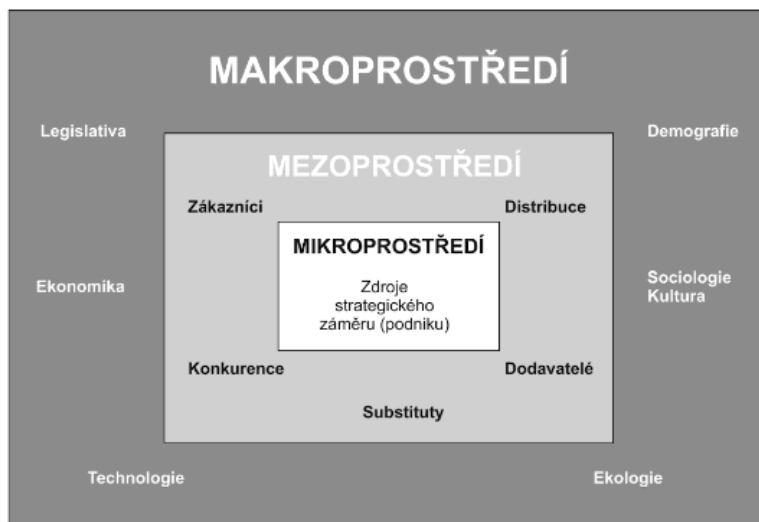 MAKROPROSTŘEDÍ
Legislativa
Demografie
MEZOPROSTŘEDÍ
Zákazníci
Distribuce
MIKROPROSTŘEDÍ
Zdroje
strategického
záměru (podniku)
Ekonomika
Sociologie
Kultura
Konkurence
Dodavatelé
Substituty
Technologie
Ekologie